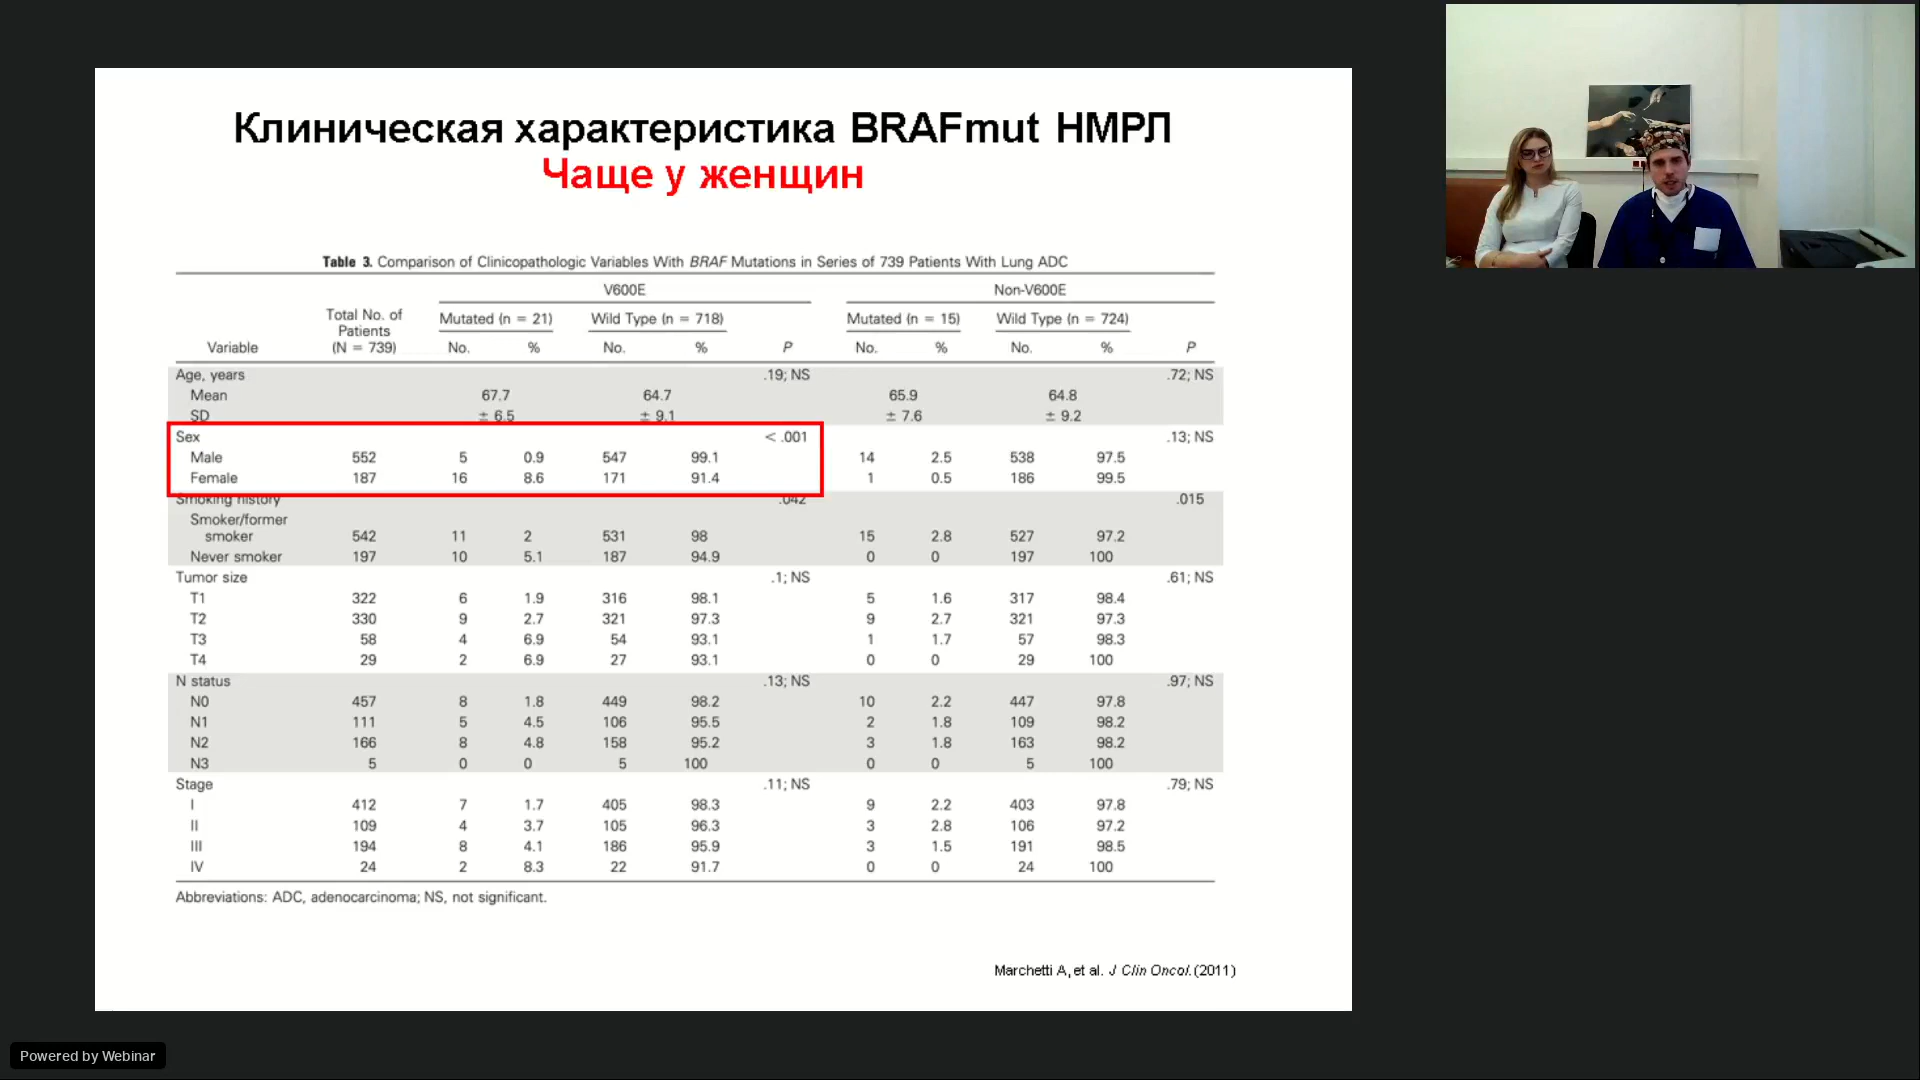 Клиническая характеристика BRAFmut НМРЛ
Чаще у женщин
Table 3. Comparison of Clinicopathologic Variables With BRAF Mutations in Series of 739 Patients With Lung ADC
V600E Non-V600E
Total No. of Patients (N = 739) Mutated (n = 21) Wild Type (n = 718) Mutated (n = 15) Wild Type (n = 724)
Variable No. % No. % P No. % No. % P
Age, years .19; NS .72; NS
Mean 67.7 64.7 65.9 64.8
SD ± 6.5 ± 9.1 ± 7.6 ± 9.2
Sex < .001 .13; NS
Male 552 5 0.9 547 99.1 14 2.5 538 97.5
Female 187 16 8.6 171 91.4 1 0.5 186 99.5
Smoking history .042 .015
Smoker/former
smoker 542 11 2 531 98 15 2.8 527 97.2
Never smoker 197 10 5.1 187 94.9 0 0 197 100
Tumor size .1; NS .61; NS
T1 322 6 1.9 316 98.1 5 1.6 317 98.4
T2 330 9 2.7 321 97.3 9 2.7 321 97.3
T3 58 4 6.9 54 93.1 1 1.7 57 98.3
T4 29 2 6.9 27 93.1 0 0 29 100
N status .13; NS .97; NS
N0 457 8 1.8 449 98.2 10 2.2 447 97.8
N1 111 5 4.5 106 95.5 2 1.8 109 98.2
N2 166 8 4.8 158 95.2 3 1.8 163 98.2
N3 5 0 0 5 100 0 0 5 100
Stage .11; NS .79; NS
I 412 7 1.7 405 98.3 9 2.2 403 97.8
II 109 4 3.7 105 96.3 3 2.8 106 97.2
III 194 8 4.1 186 95.9 3 1.5 191 98.5
IV 24 2 8.3 22 91.7 0 0 24 100
Abbreviations: ADC, adenocarcinoma; NS, not significant.
Marchetti A, et al. J Clin Oncol. (2011)
Powered by Webinar